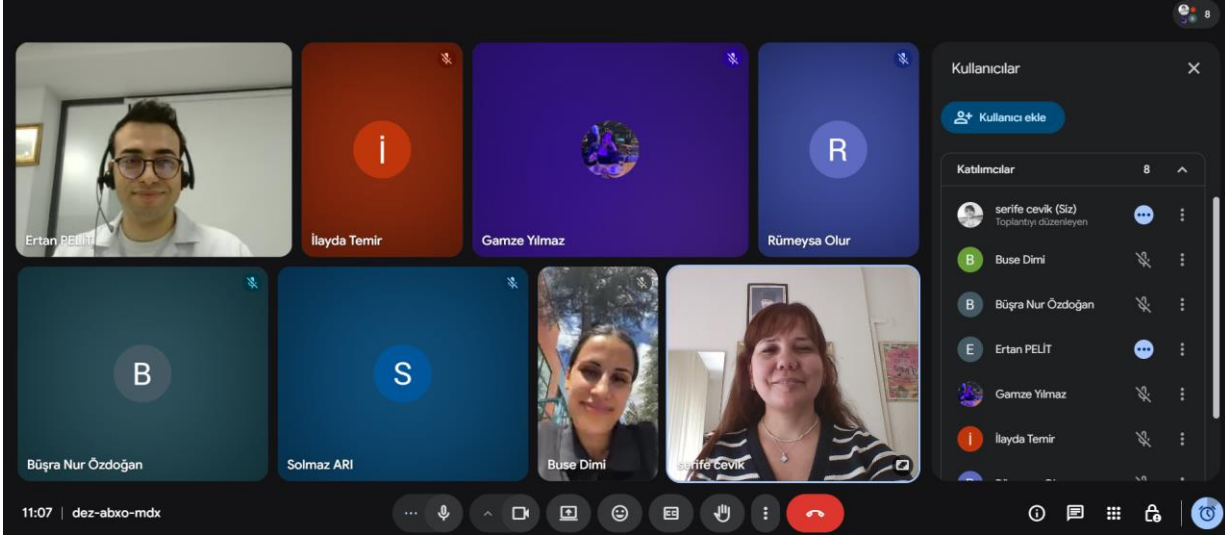 8
Ertan PELİT
İ
İlayda Temir
Gamze Yılmaz
R
Rümeysa Olur
B
Büşra Nur Özdoğan
S
Solmaz ARI
Buse Dimi
serife cevik
Kullanıcılar
Kullanıcı ekle
Katılımcılar 8
serife cevik (Siz)
Toplantıyı düzenleyen
B Buse Dimi
B Büşra Nur Özdoğan
E Ertan PELİT
Gamze Yılmaz
İ İlayda Temir
11:07 | dez-abxo-mdx
CC